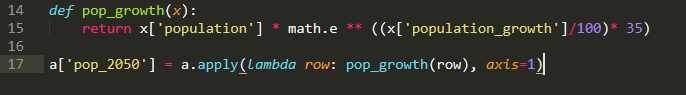 14 def pop_growth(x):
15     return x['population'] * math.e ** ((x['population_growth']/100)* 35)
16
17 a['pop_2050'] = a.apply(lambda row: pop_growth(row), axis=1)